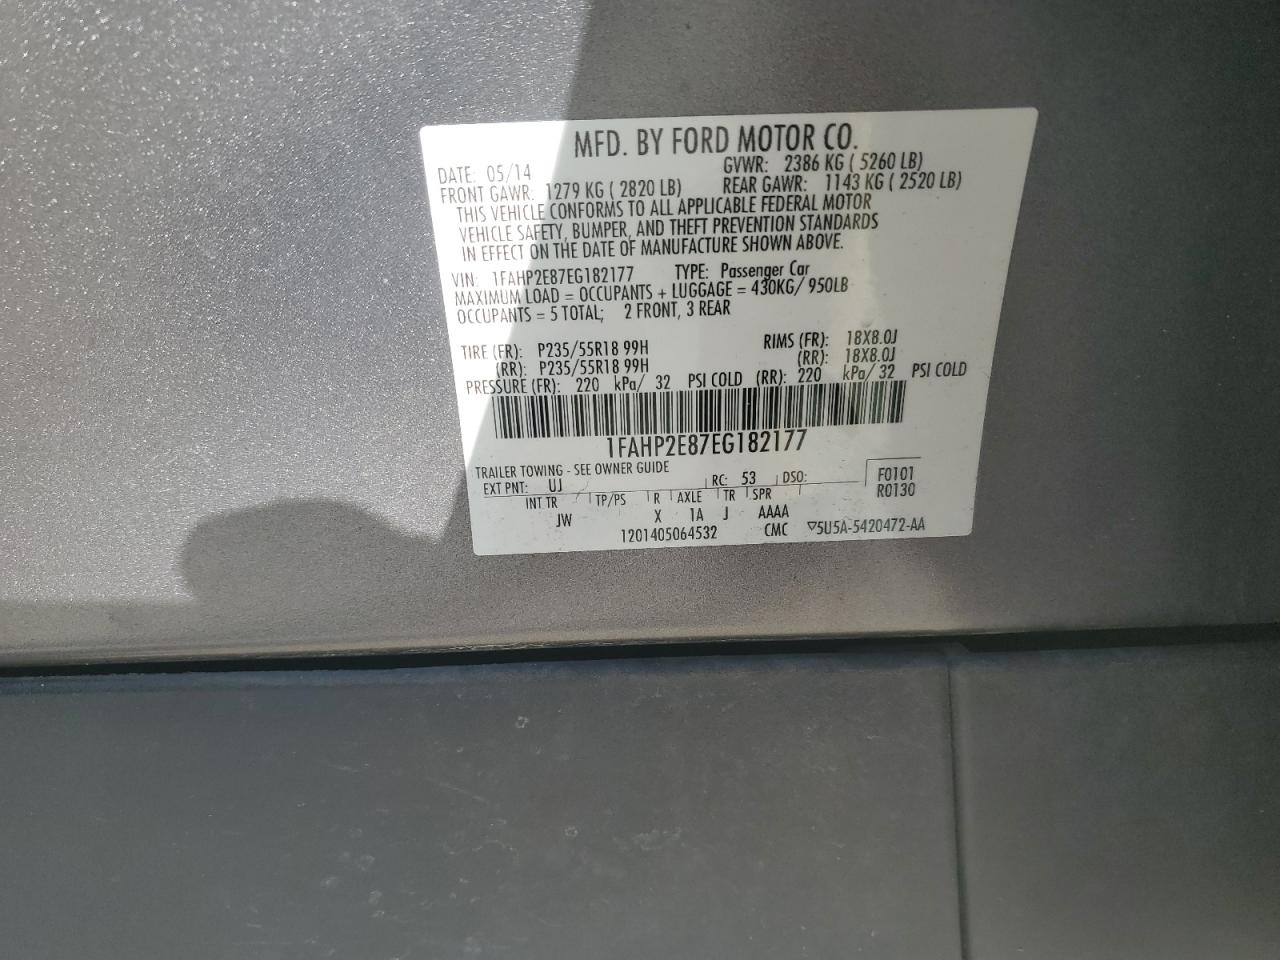 MFD. BY FORD MOTOR CO.
DATE: 05/14 GVWR: 2386 KG ( 5260 LB)
FRONT GAWR: 1279 KG ( 2820 LB) REAR GAWR: 1143 KG ( 2520 LB)
THIS VEHICLE CONFORMS TO ALL APPLICABLE FEDERAL MOTOR
VEHICLE SAFETY, BUMPER, AND THEFT PREVENTION STANDARDS
IN EFFECT ON THE DATE OF MANUFACTURE SHOWN ABOVE.
VIN: 1FAHP2E87EG182177 TYPE: Passenger Car
MAXIMUM LOAD = OCCUPANTS + LUGGAGE = 430KG/ 950LB
OCCUPANTS = 5 TOTAL; 2 FRONT, 3 REAR
TIRE (FR): P235/55R18 99H RIMS (FR): 18X8.0J
(RR): P235/55R18 99H (RR): 18X8.0J
PRESSURE (FR): 220 kPa/ 32 PSI COLD (RR): 220 kPa/ 32 PSI COLD
1FAHP2E87EG182177
TRAILER TOWING - SEE OWNER GUIDE
EXT PNT: UJ RC: 53 DSO: F0101
INT TR TP/PS R AXLE TR SPR R0130
JW X 1A J AAAA
1201405064532 CMC ▽5U5A-5420472-AA